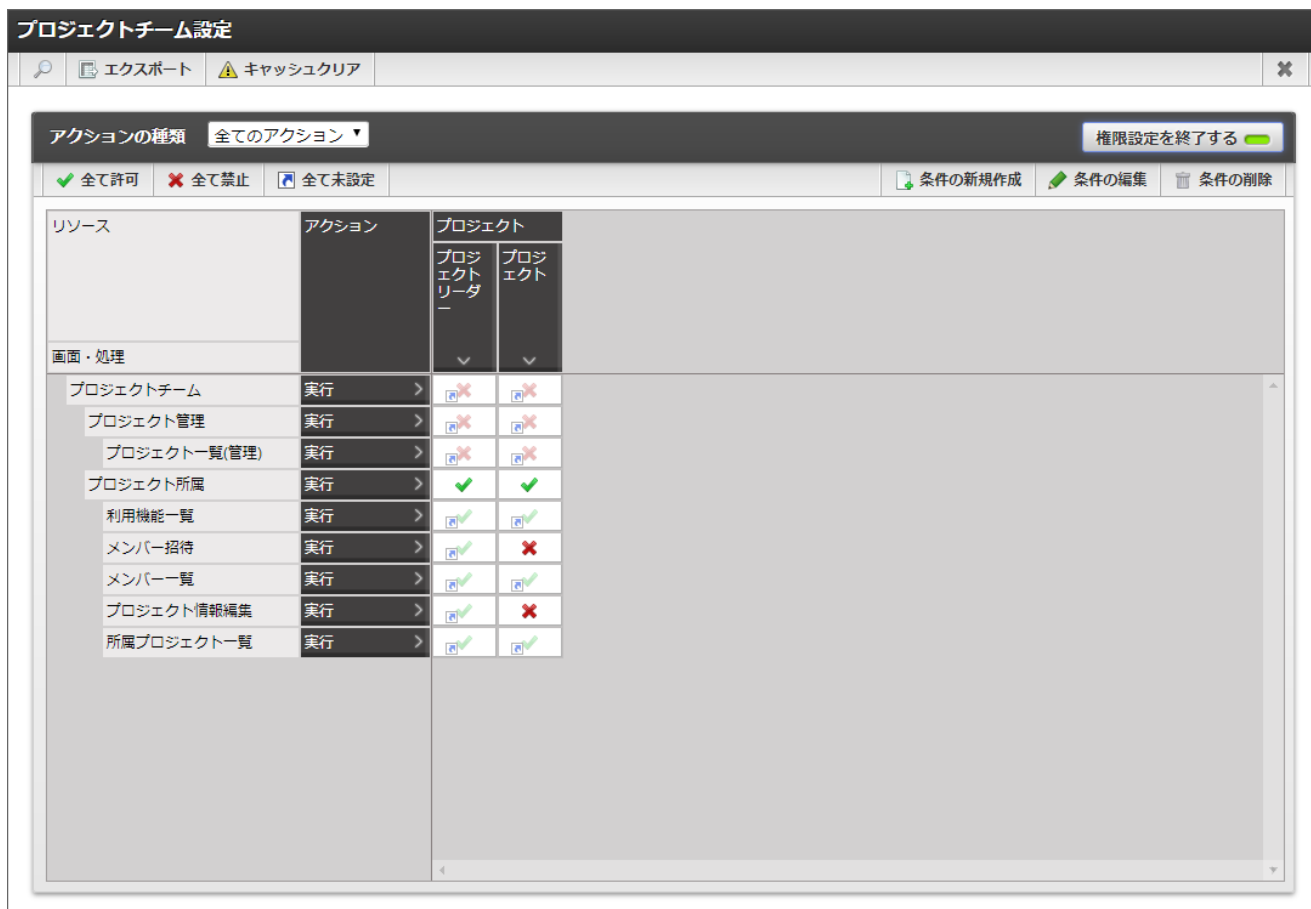 プロジェクトチーム設定
エクスポート キャッシュクリア
アクションの種類 全てのアクション 権限設定を終了する
全て許可 全て禁止 全て未設定 条件の新規作成 条件の編集 条件の削除
リソース アクション プロジェクト
プロジ プロジ
ェクト ェクト
リーダ
ー
画面・処理
プロジェクトチーム 実行
プロジェクト管理 実行
プロジェクト一覧(管理) 実行
プロジェクト所属 実行
利用機能一覧 実行
メンバー招待 実行
メンバー一覧 実行
プロジェクト情報編集 実行
所属プロジェクト一覧 実行